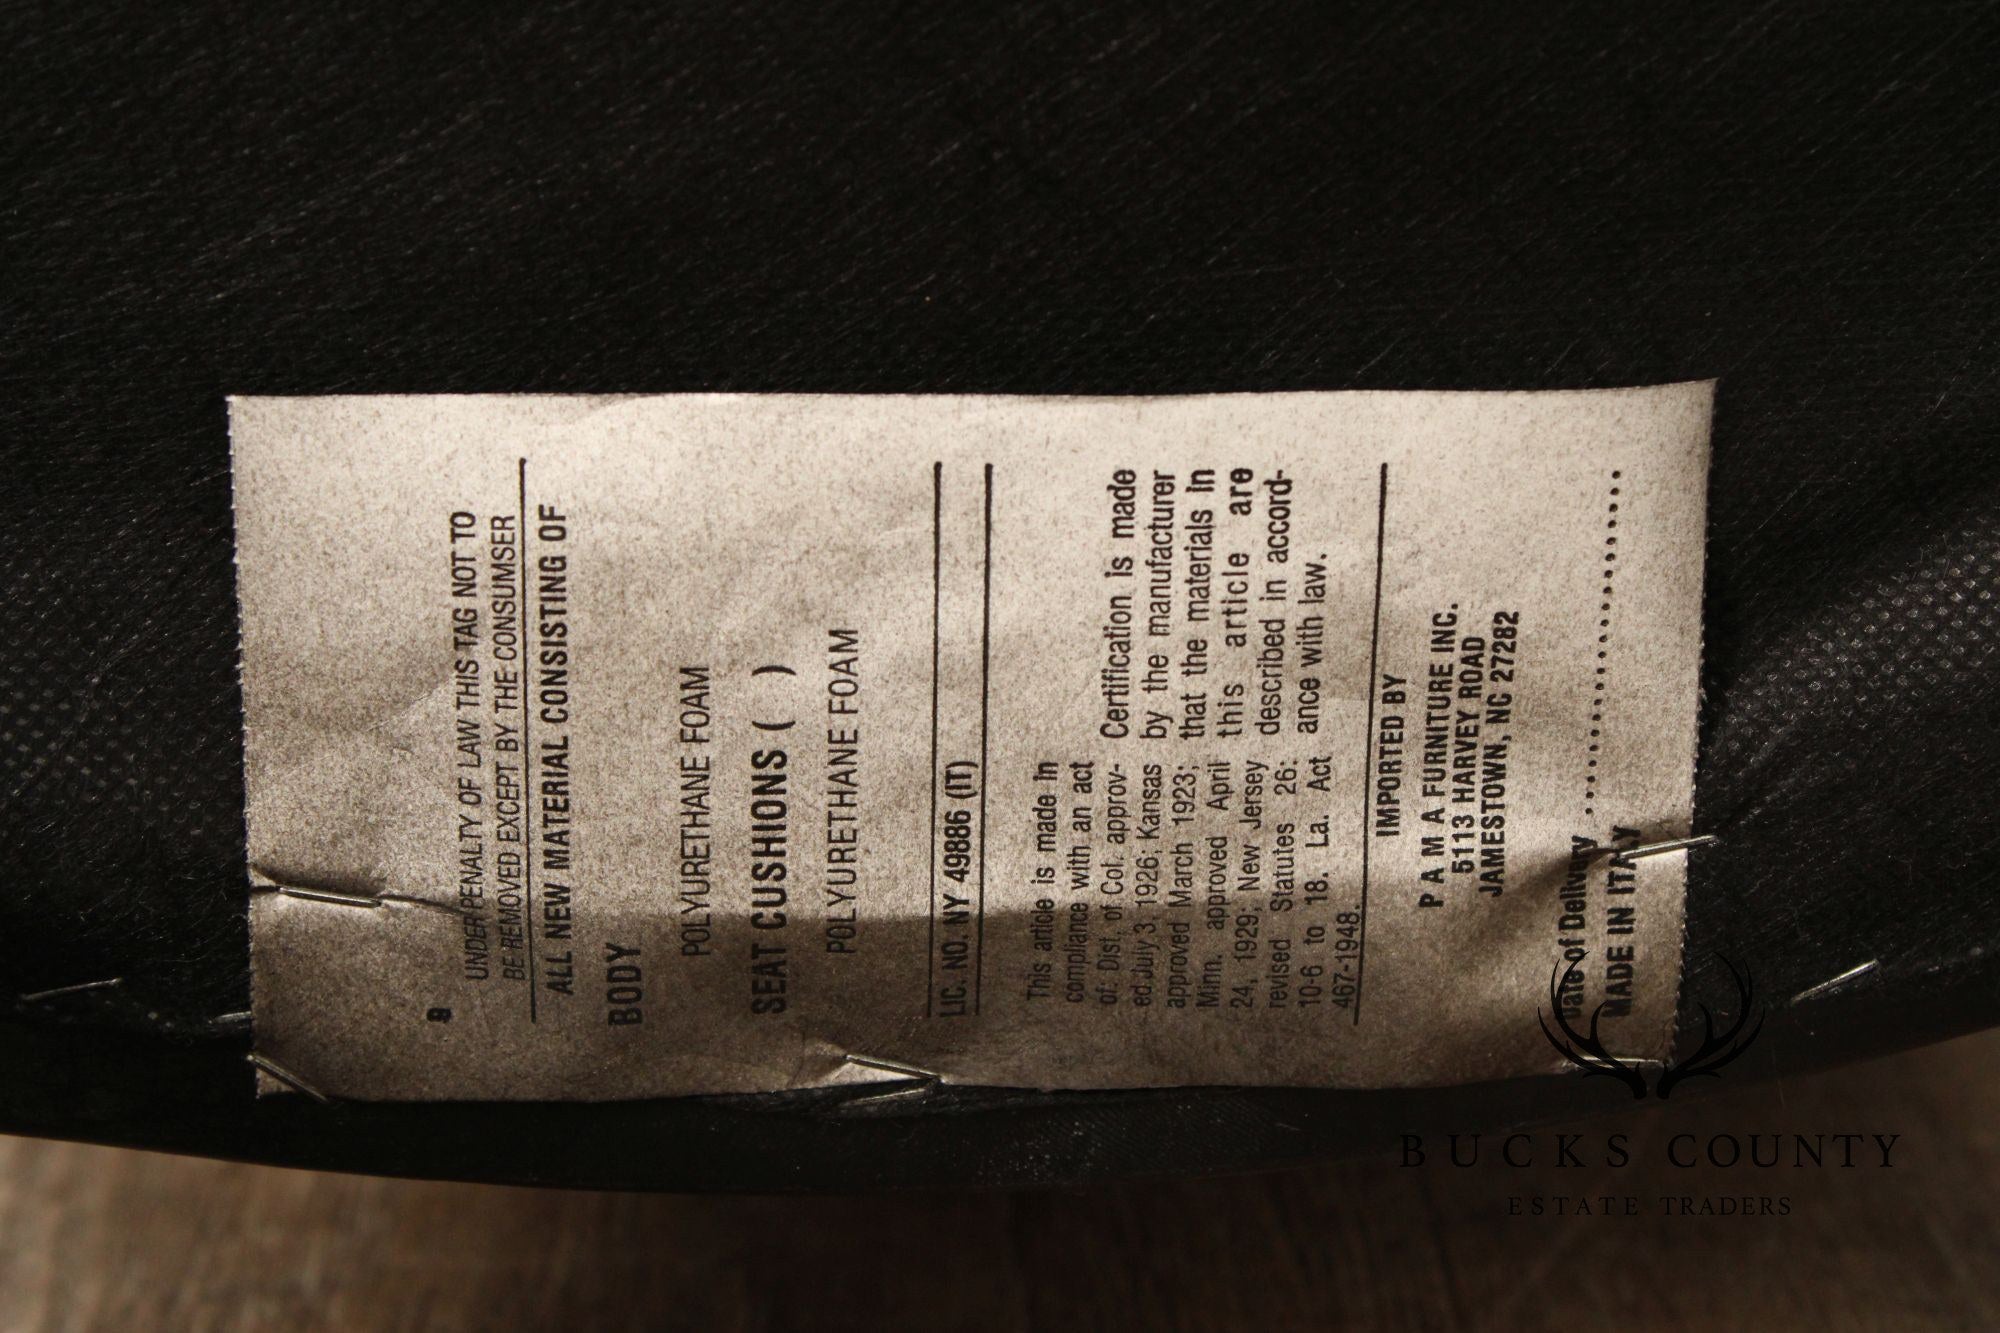 8
UNDER PENALTY OF LAW THIS TAG NOT TO
BE REMOVED EXCEPT BY THE CONSUMSER
ALL NEW MATERIAL CONSISTING OF
BODY
POLYURETHANE FOAM
SEAT CUSHIONS ( )
POLYURETHANE FOAM
LIC. NO. NY 49886 (IT)
This article is made In
compliance with an act
of: Dist, of Col. approv-
ed July 3, 1926; Kansas
approved March 1923;
Minn. approved April
24, 1929; New Jersey
revised Statutes 26:
10-6 to 18. La. Act
467-1948.
Certification is made
by the manufacturer
that the materials in
this article are
described in accord-
ance with law.
IMPORTED BY
P A M A FURNITURE INC.
5113 HARVEY ROAD
JAMESTOWN, NC 27282
Date of Delivery ....................
MADE IN ITALY
BUCKS COUNTY
ESTATE TRADERS